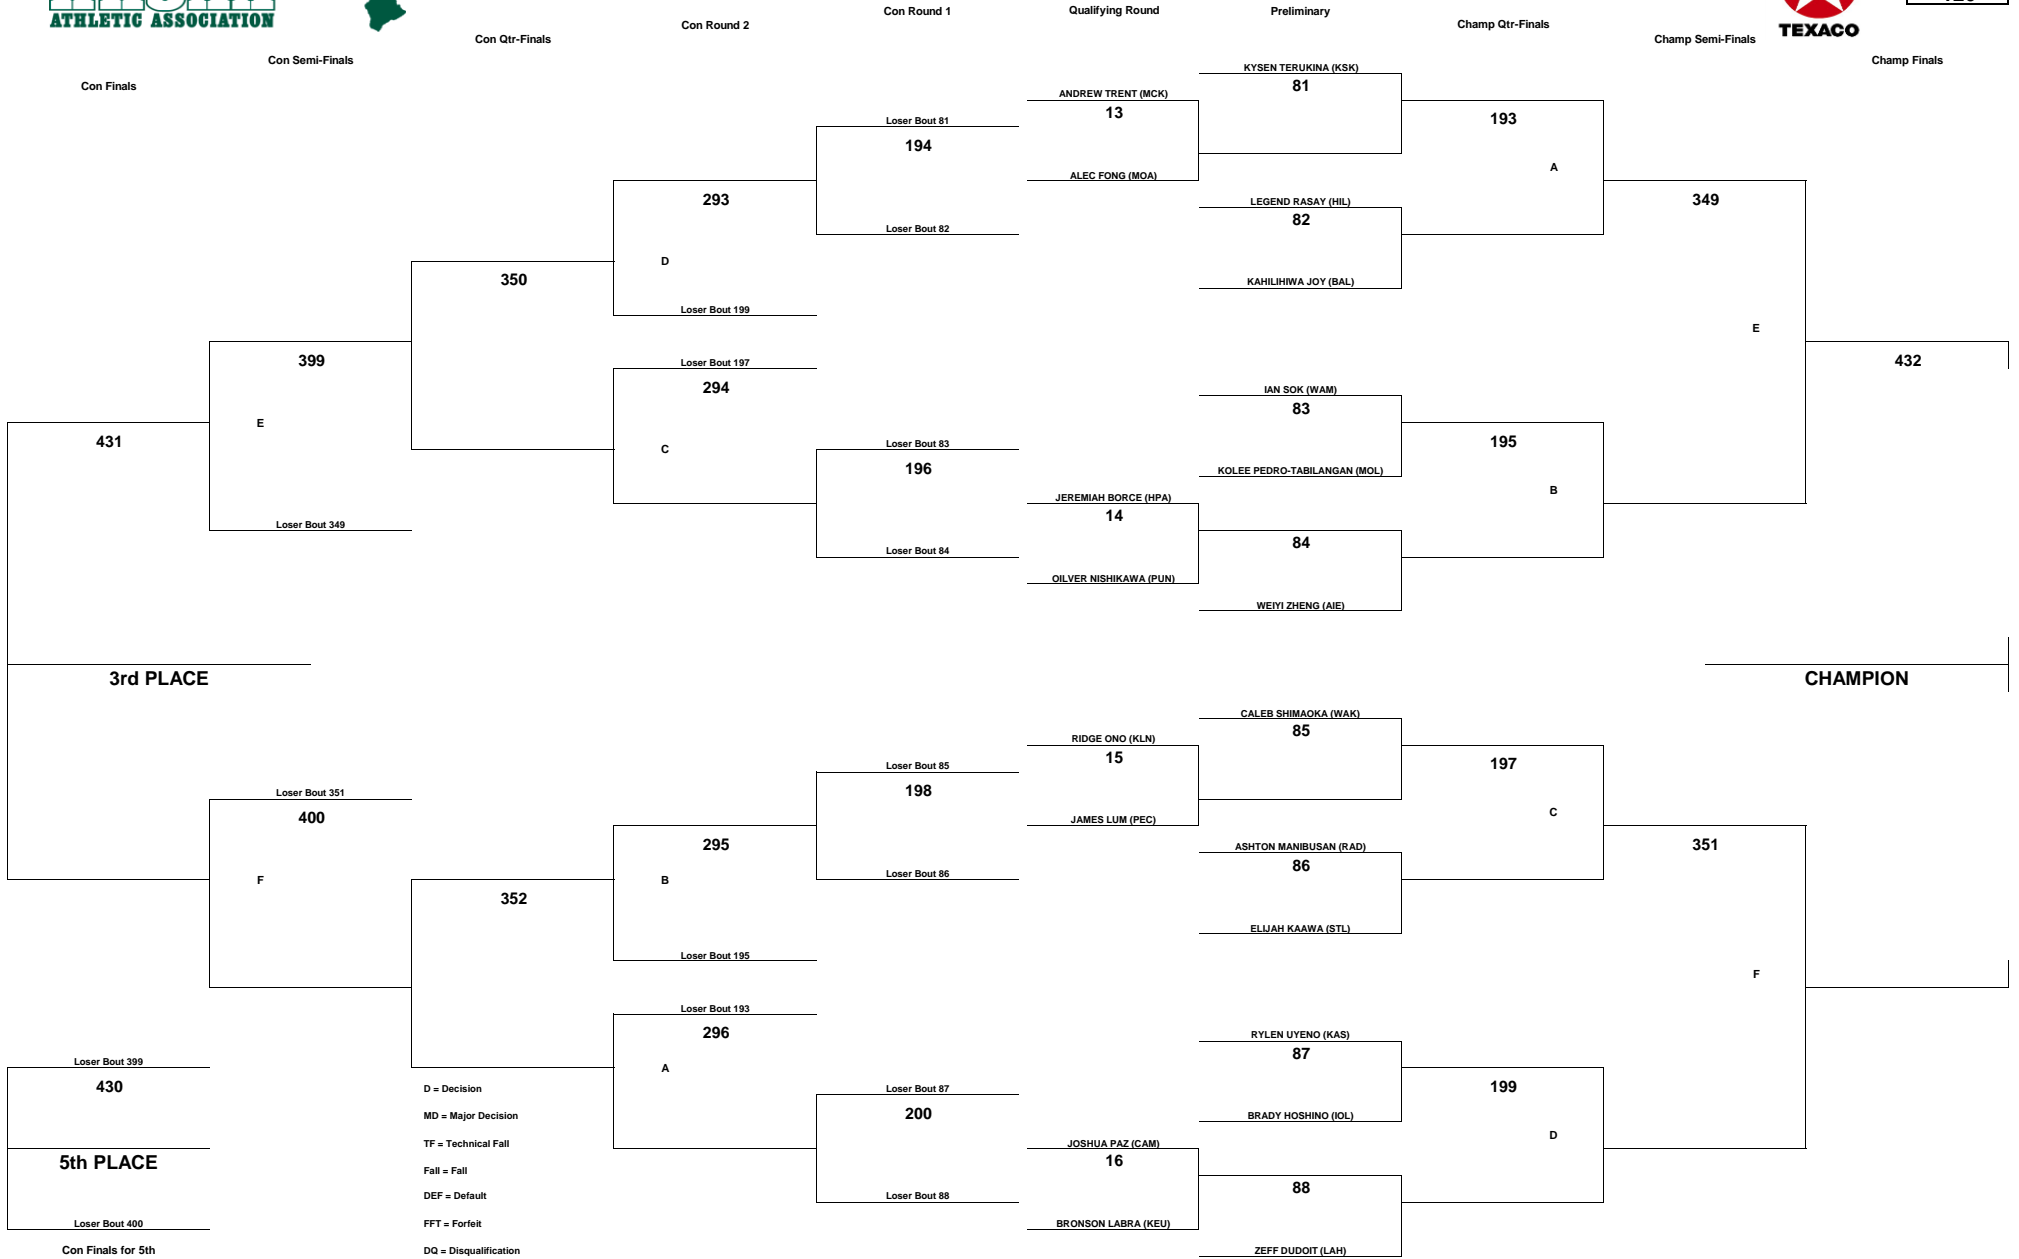 ATHLETIC ASSOCIATION
TEXACO
Con Finals
Con Semi-Finals
Con Qtr-Finals
Con Round 2
Con Round 1
Qualifying Round
Preliminary
Champ Qtr-Finals
Champ Semi-Finals
Champ Finals
KYSEN TERUKINA (KSK)
81
ANDREW TRENT (MCK)
13
193
Loser Bout 81
194
A
ALEC FONG (MOA)
293
LEGEND RASAY (HIL)
349
82
Loser Bout 82
D
350
KAHILIHIWA JOY (BAL)
Loser Bout 199
E
399
Loser Bout 197
432
294
IAN SOK (WAM)
83
E
431
Loser Bout 83
195
C
196
KOLEE PEDRO-TABILANGAN (MOL)
B
JEREMIAH BORCE (HPA)
14
Loser Bout 349
84
Loser Bout 84
OILVER NISHIKAWA (PUN)
WEIYI ZHENG (AIE)
3rd PLACE
CHAMPION
CALEB SHIMAOKA (WAK)
85
RIDGE ONO (KLN)
15
Loser Bout 85
197
Loser Bout 351
198
400
C
JAMES LUM (PEC)
295
ASHTON MANIBUSAN (RAD)
351
86
Loser Bout 86
F
B
352
ELIJAH KAAWA (STL)
Loser Bout 195
F
Loser Bout 193
296
RYLEN UYENO (KAS)
87
Loser Bout 399
A
430
D = Decision
Loser Bout 87
199
MD = Major Decision
200
BRADY HOSHINO (IOL)
D
TF = Technical Fall
JOSHUA PAZ (CAM)
5th PLACE
16
Fall = Fall
88
DEF = Default
Loser Bout 88
Loser Bout 400
FFT = Forfeit
BRONSON LABRA (KEU)
Con Finals for 5th
DQ = Disqualification
ZEFF DUDOIT (LAH)